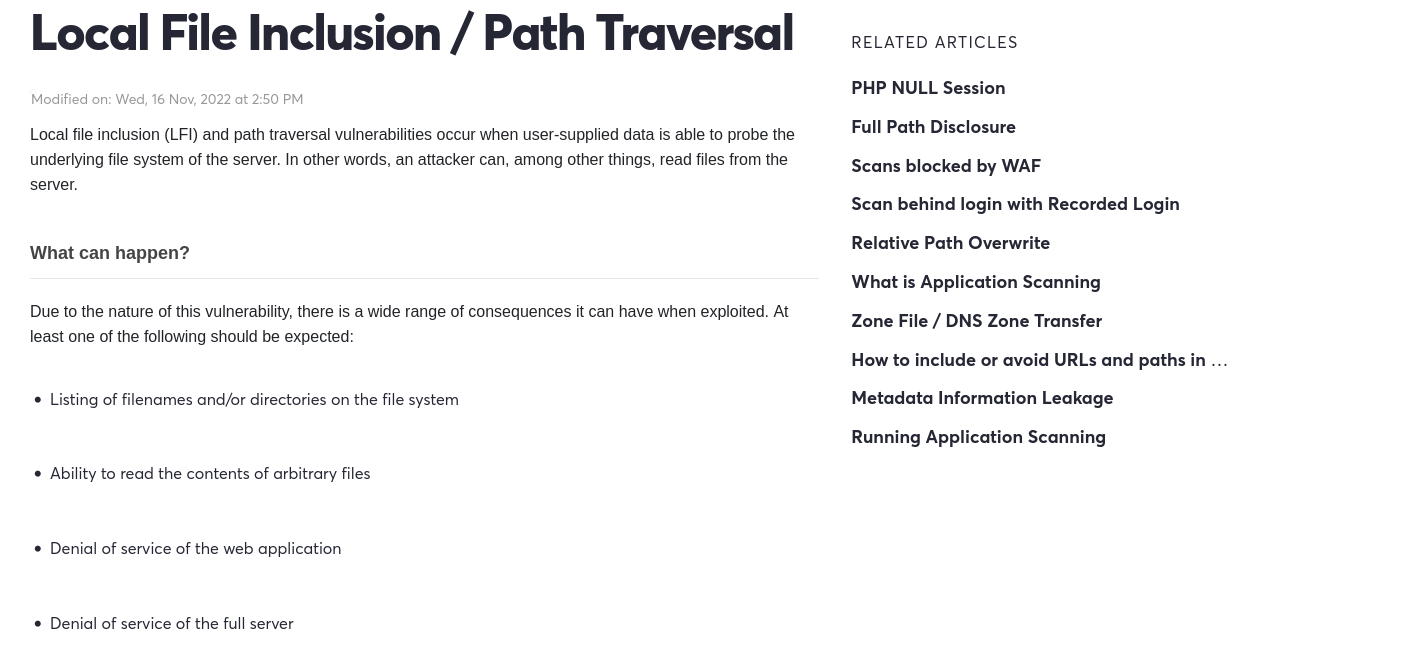 Local File Inclusion / Path Traversal
Modified on: Wed, 16 Nov, 2022 at 2:50 PM
Local file inclusion (LFI) and path traversal vulnerabilities occur when user-supplied data is able to probe the
underlying file system of the server. In other words, an attacker can, among other things, read files from the
server.
What can happen?
Due to the nature of this vulnerability, there is a wide range of consequences it can have when exploited. At
least one of the following should be expected:
• Listing of filenames and/or directories on the file system
• Ability to read the contents of arbitrary files
• Denial of service of the web application
• Denial of service of the full server
RELATED ARTICLES
PHP NULL Session
Full Path Disclosure
Scans blocked by WAF
Scan behind login with Recorded Login
Relative Path Overwrite
What is Application Scanning
Zone File / DNS Zone Transfer
How to include or avoid URLs and paths in …
Metadata Information Leakage
Running Application Scanning